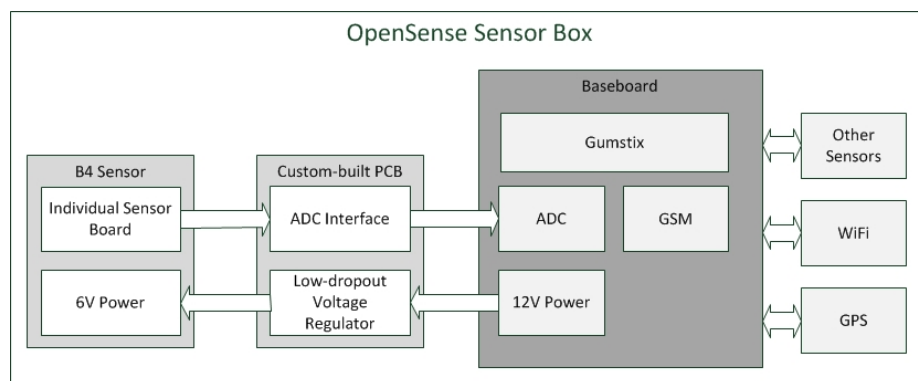 OpenSense Sensor Box
Baseboard
Gumstix
Other
Sensors
B4 Sensor
Custom-built PCB
Individual Sensor
Board
ADC Interface
ADC
GSM
WiFi
6V Power
Low-dropout
Voltage
Regulator
12V Power
GPS